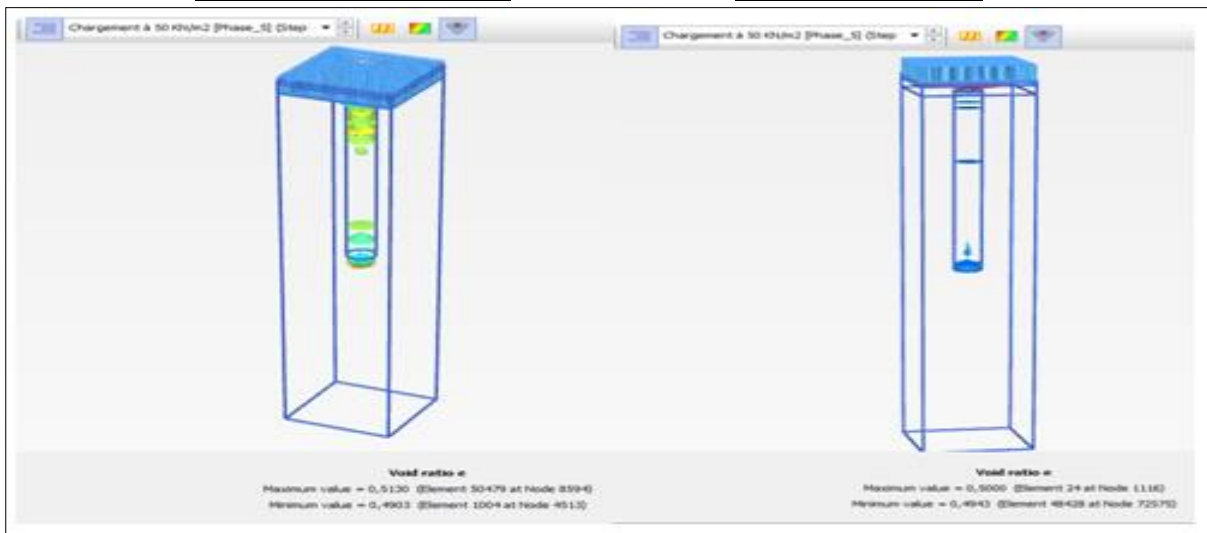 Chargement à 50 KN/m2 [Phase_5] (Step
Chargement à 50 KN/m2 [Phase_5] (Step
Void ratio e
Maximum value = 0,5130 (Element 50479 at Node 8594)
Minimum value = 0,4903 (Element 1004 at Node 4513)
Void ratio e
Maximum value = 0,5000 (Element 24 at Node 1116)
Minimum value = 0,4943 (Element 48428 at Node 72575)